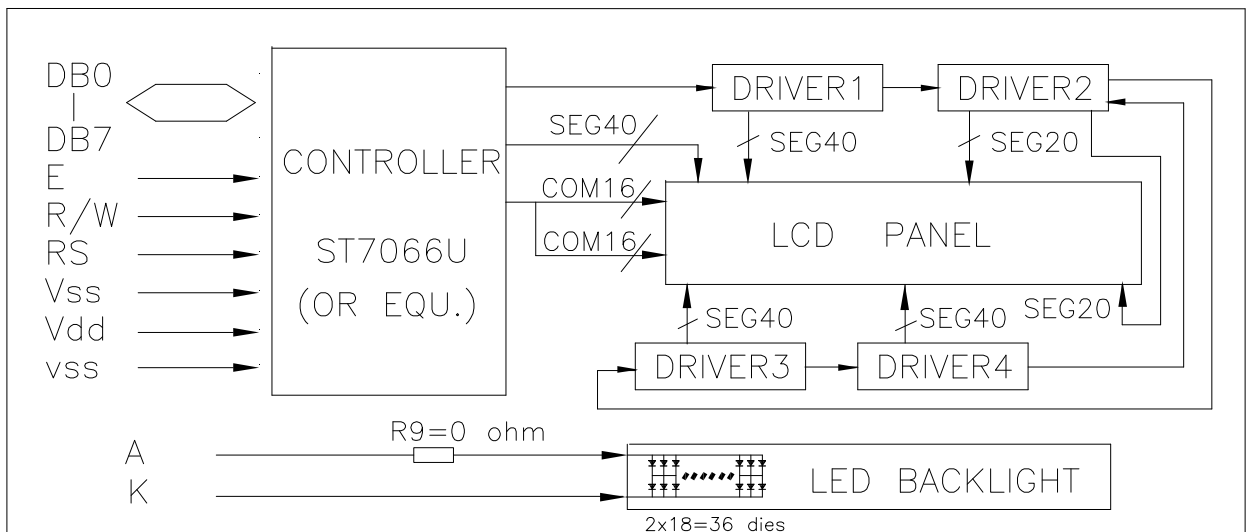 DB0
DB7
E
R/W
RS
Vss
Vdd
vss
CONTROLLER
ST7066U
(OR EQU.)
SEG40
COM16
COM16
DRIVER1
DRIVER2
SEG40
SEG20
LCD PANEL
SEG40
SEG40
SEG20
DRIVER3
DRIVER4
A
K
R9=0 ohm
LED BACKLIGHT
2x18=36 dies